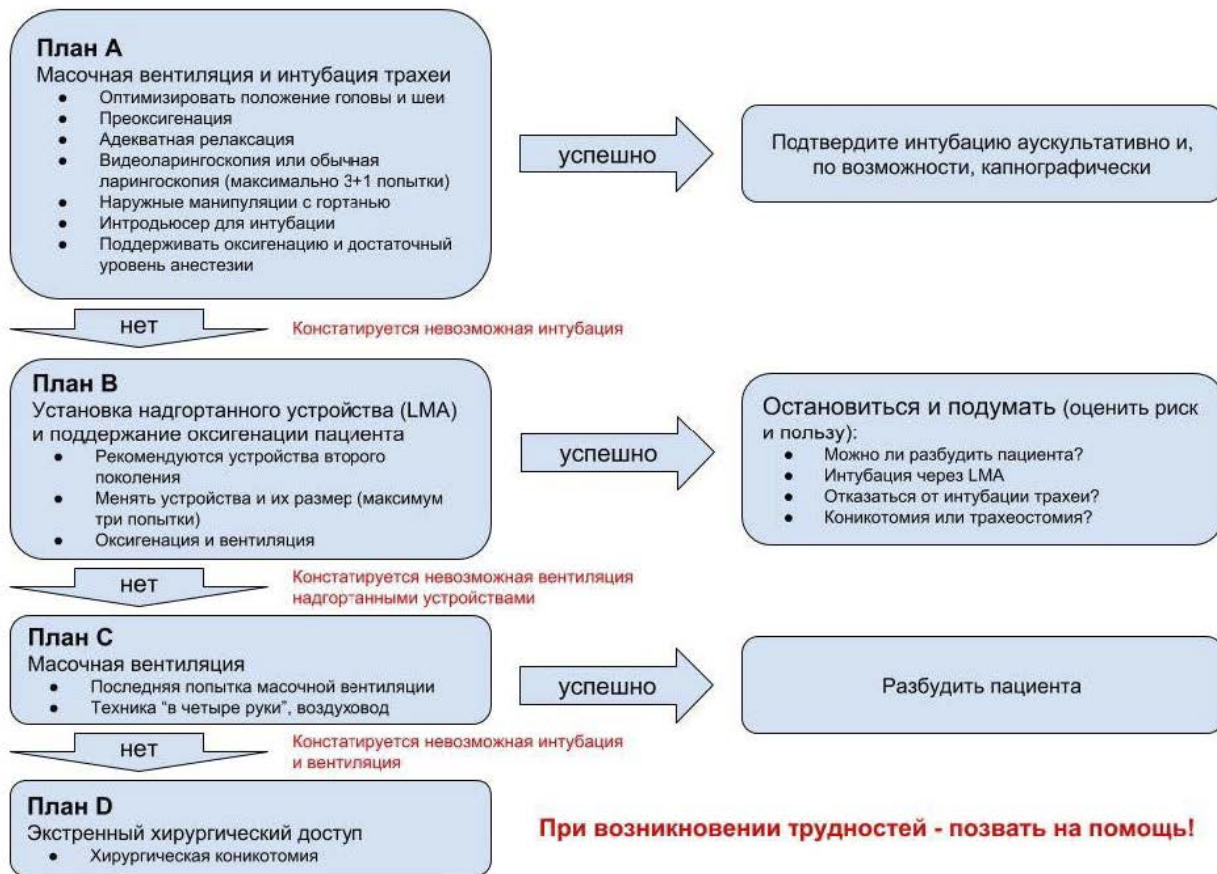 План A
Масочная вентиляция и интубация трахеи
● Оптимизировать положение головы и шеи
● Преоксигенация
● Адекватная релаксация
● Видеоларингоскопия или обычная
ларингоскопия (максимально 3+1 попытки)
● Наружные манипуляции с гортанью
● Интродьюсер для интубации
● Поддерживать оксигенацию и достаточный
уровень анестезии
успешно
Подтвердите интубацию аускультативно и,
по возможности, капнографически
нет
Констатируется невозможная интубация
План B
Установка надгортанного устройства (LMA)
и поддержание оксигенации пациента
● Рекомендуются устройства второго
поколения
● Менять устройства и их размер (максимум
три попытки)
● Оксигенация и вентиляция
успешно
Остановиться и подумать (оценить риск
и пользу):
● Можно ли разбудить пациента?
● Интубация через LMA
● Отказаться от интубации трахеи?
● Коникотомия или трахеостомия?
нет
Констатируется невозможная вентиляция
надгортанными устройствами
План C
Масочная вентиляция
● Последняя попытка масочной вентиляции
● Техника "в четыре руки", воздуховод
успешно
Разбудить пациента
нет
Констатируется невозможная интубация
и вентиляция
План D
Экстренный хирургический доступ
● Хирургическая коникотомия
При возникновении трудностей - позвать на помощь!